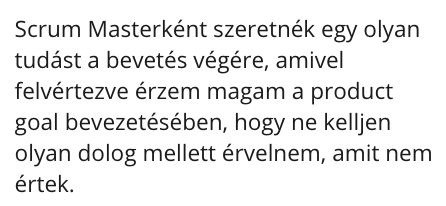 Scrum Masterként szeretnék egy olyan
tudást a bevetés végére, amivel
felvértezve érzem magam a product
goal bevezetésében, hogy ne kelljen
olyan dolog mellett érvelnem, amit nem
értek.